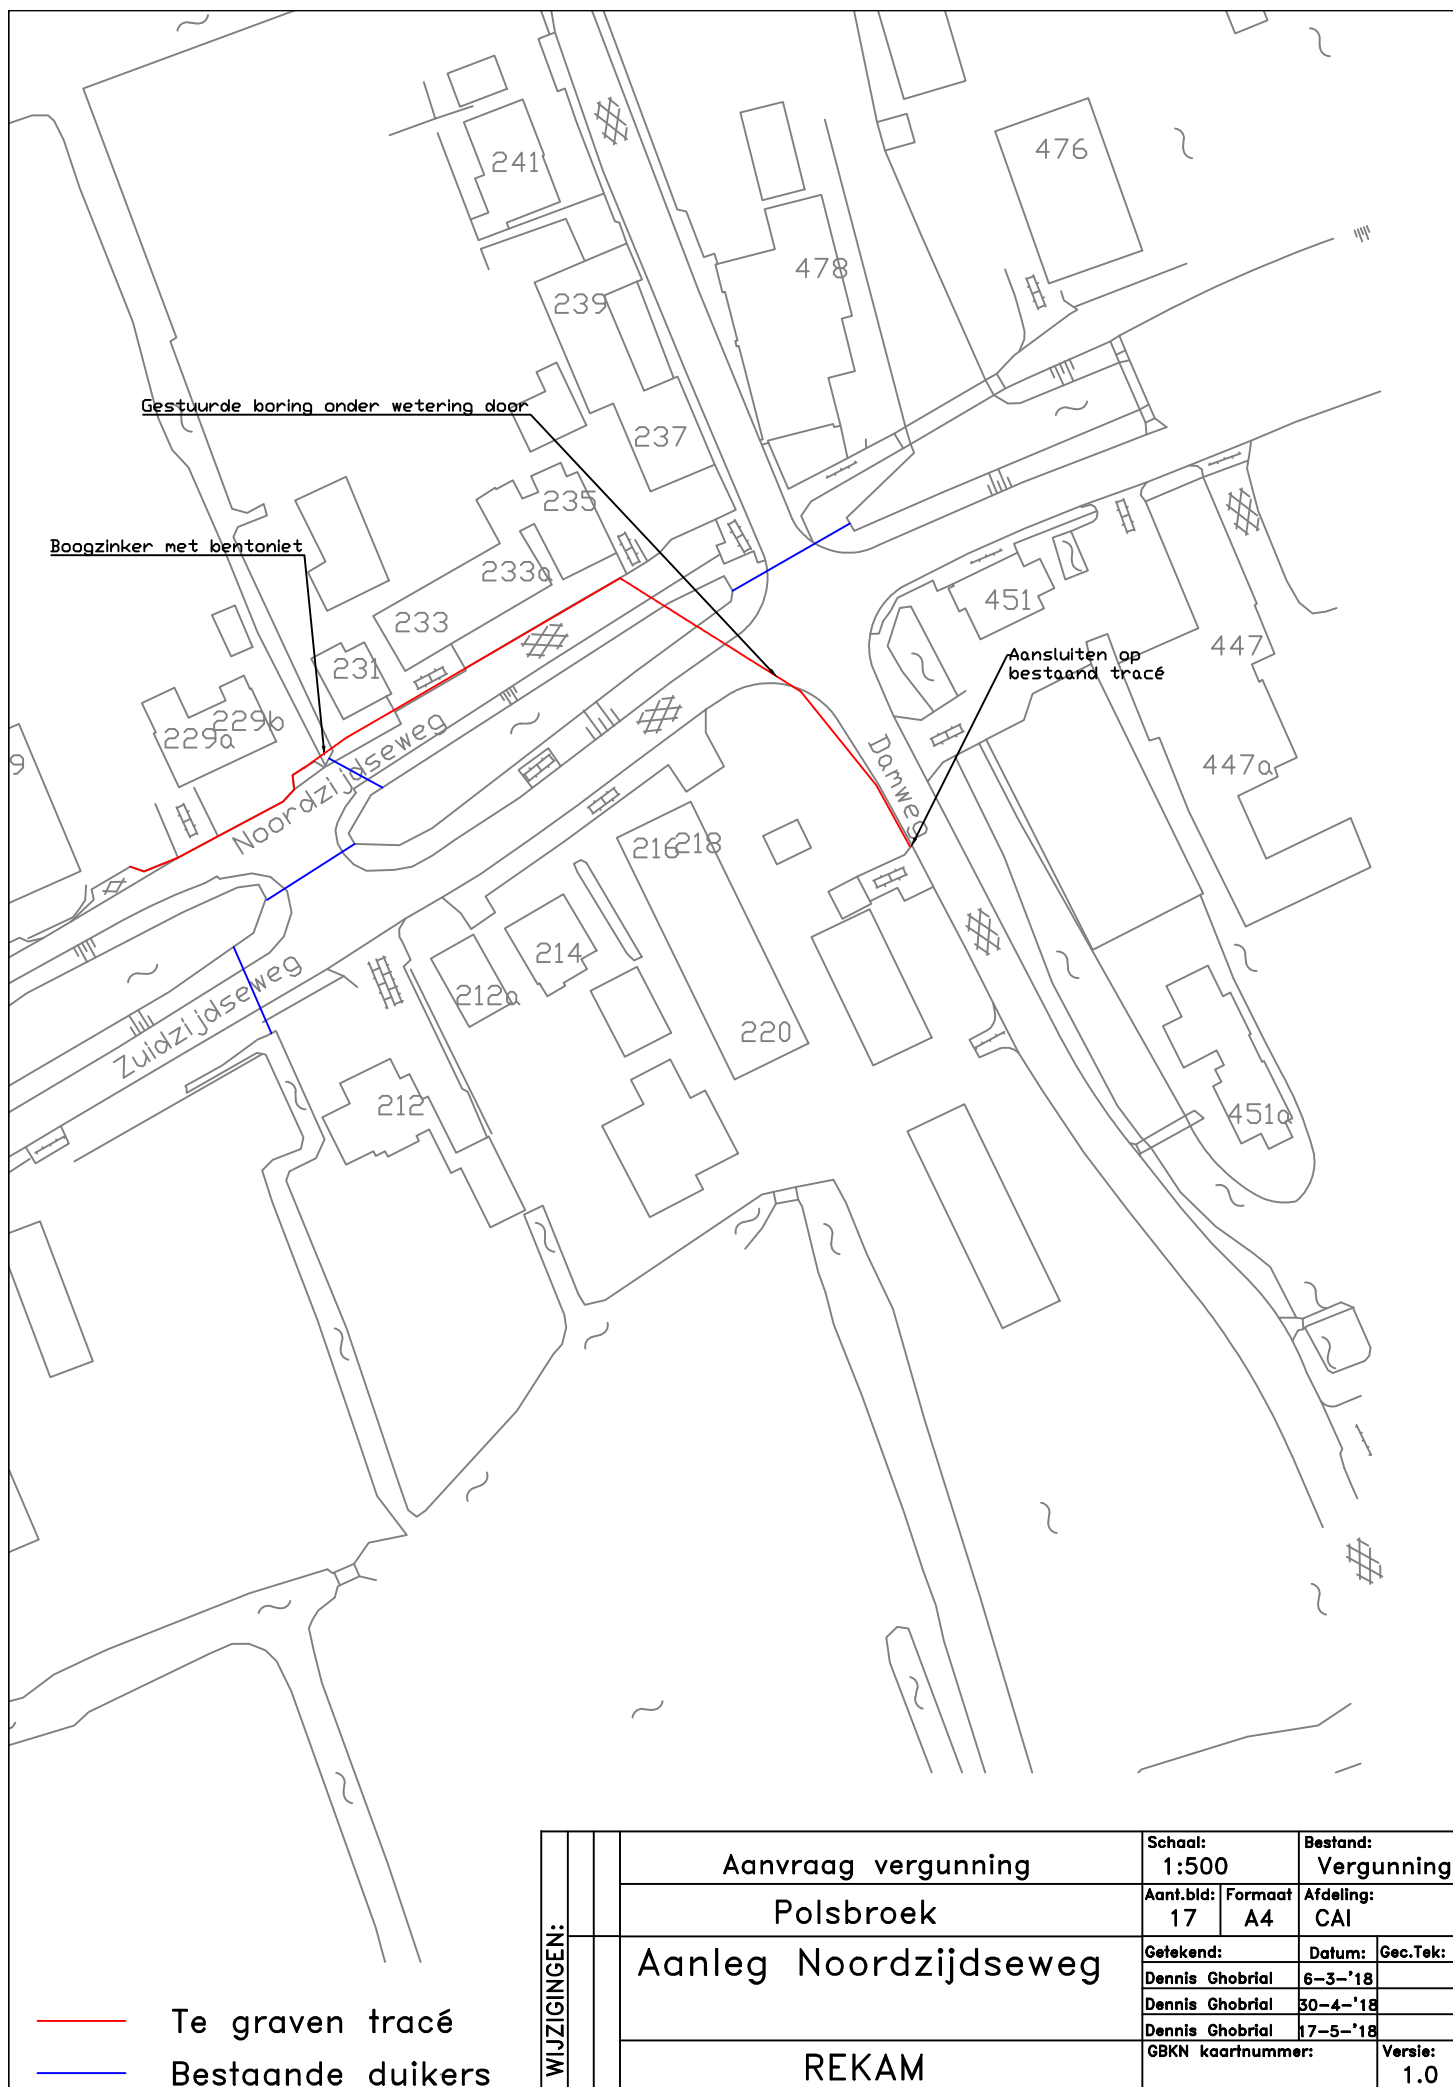 241
476
478
239
Gestuurde boring onder wetering door
237
235
Boogzinker met bentoniet
233a
451
233
447
231
Aansluiten op
bestaand tracé
229b
229a
9
447a
Noordzijdseweg
Damweg
216
218
214
212a
Zuidzijdseweg
220
212
451a
Te graven tracé
Bestaande duikers
WIJZIGINGEN:
Aanvraag vergunning
Polsbroek
Aanleg Noordzijdseweg
REKAM
Schaal:
1:500
Bestand:
Vergunning
Aant.bld:
17
Formaat
A4
Afdeling:
CAI
Getekend: Datum: Gec.Tek:
Dennis Ghobrial 6-3-'18
Dennis Ghobrial 30-4-'18
Dennis Ghobrial 17-5-'18
GBKN kaartnummer:
Versie:
1.0